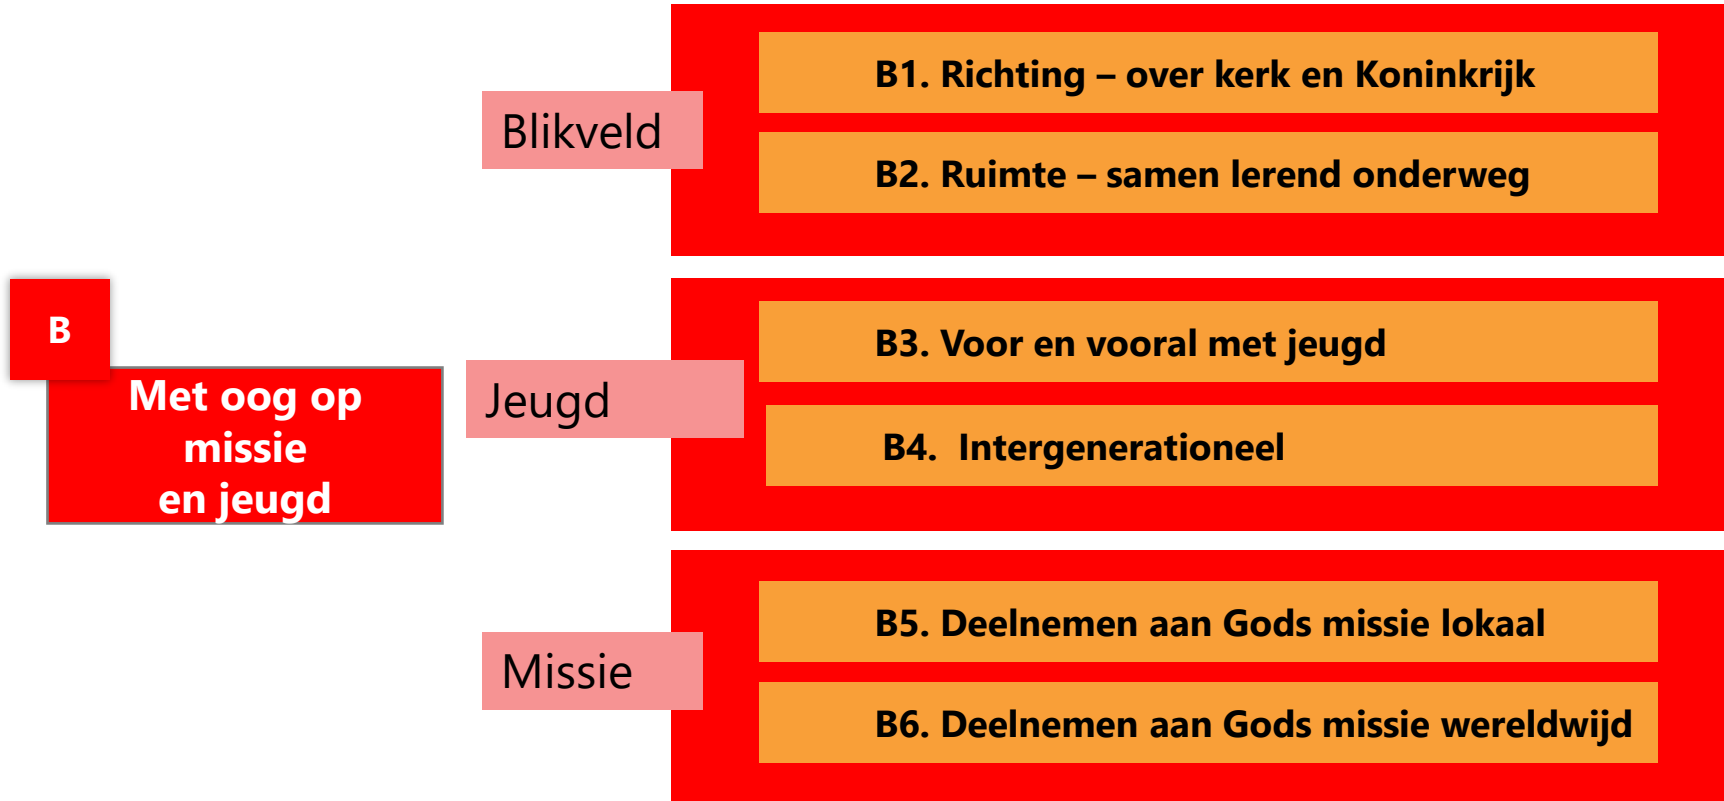 B
Met oog op
missie
en jeugd
Blikveld
B1. Richting – over kerk en Koninkrijk
B2. Ruimte – samen lerend onderweg
Jeugd
B3. Voor en vooral met jeugd
B4.  Intergenerationeel
Missie
B5. Deelnemen aan Gods missie lokaal
B6. Deelnemen aan Gods missie wereldwijd